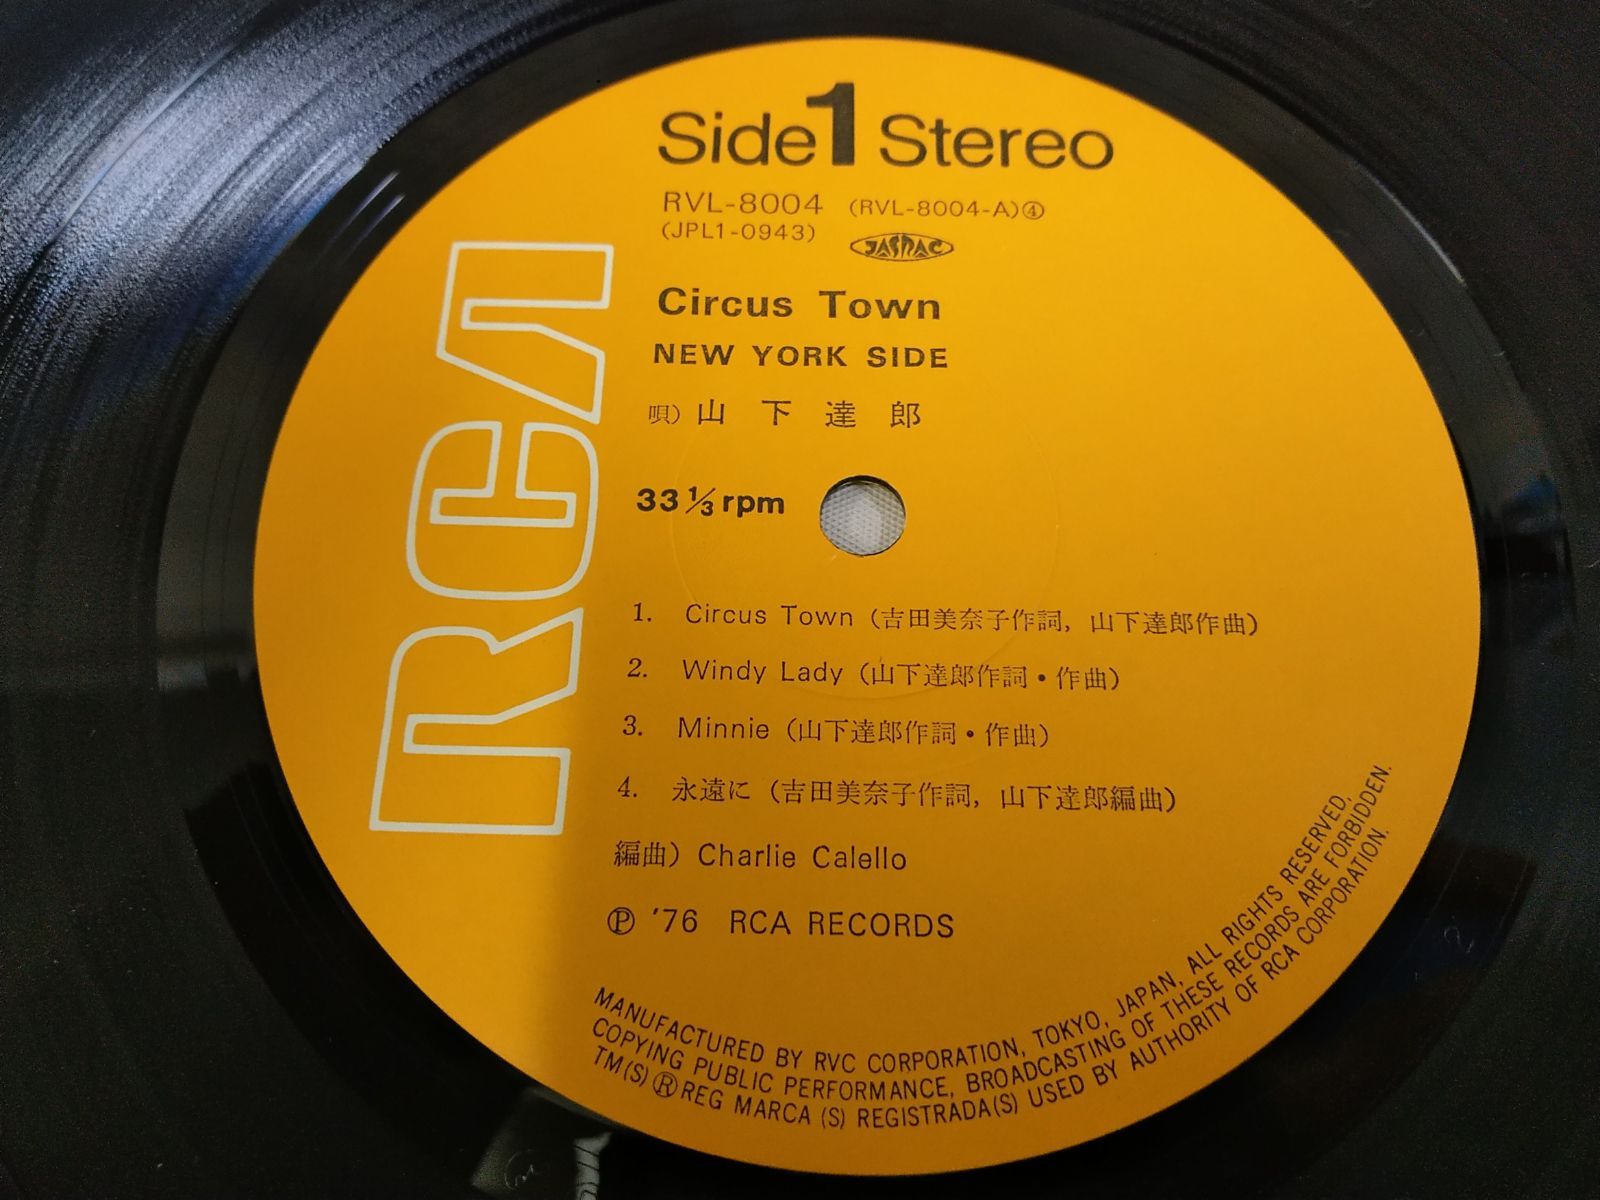 Side 1 Stereo
RVL-8004 (RVL-8004-A)④
(JPL1-0943) JASRAC
Circus Town
NEW YORK SIDE
唄) 山下達郎
33 1/3 rpm
1. Circus Town (吉田美奈子作詞, 山下達郎作曲)
2. Windy Lady (山下達郎作詞・作曲)
3. Minnie (山下達郎作詞・作曲)
4. 永遠に (吉田美奈子作詞, 山下達郎編曲)
編曲) Charlie Calello
Ⓟ '76 RCA RECORDS
MANUFACTURED BY RVC CORPORATION, TOKYO, JAPAN, ALL RIGHTS RESERVED,
COPYING PUBLIC PERFORMANCE, BROADCASTING OF THESE RECORDS ARE FORBIDDEN.
TM(S) ® REG MARCA (S) REGISTRADA(S) USED BY AUTHORITY OF RCA CORPORATION.
RCA